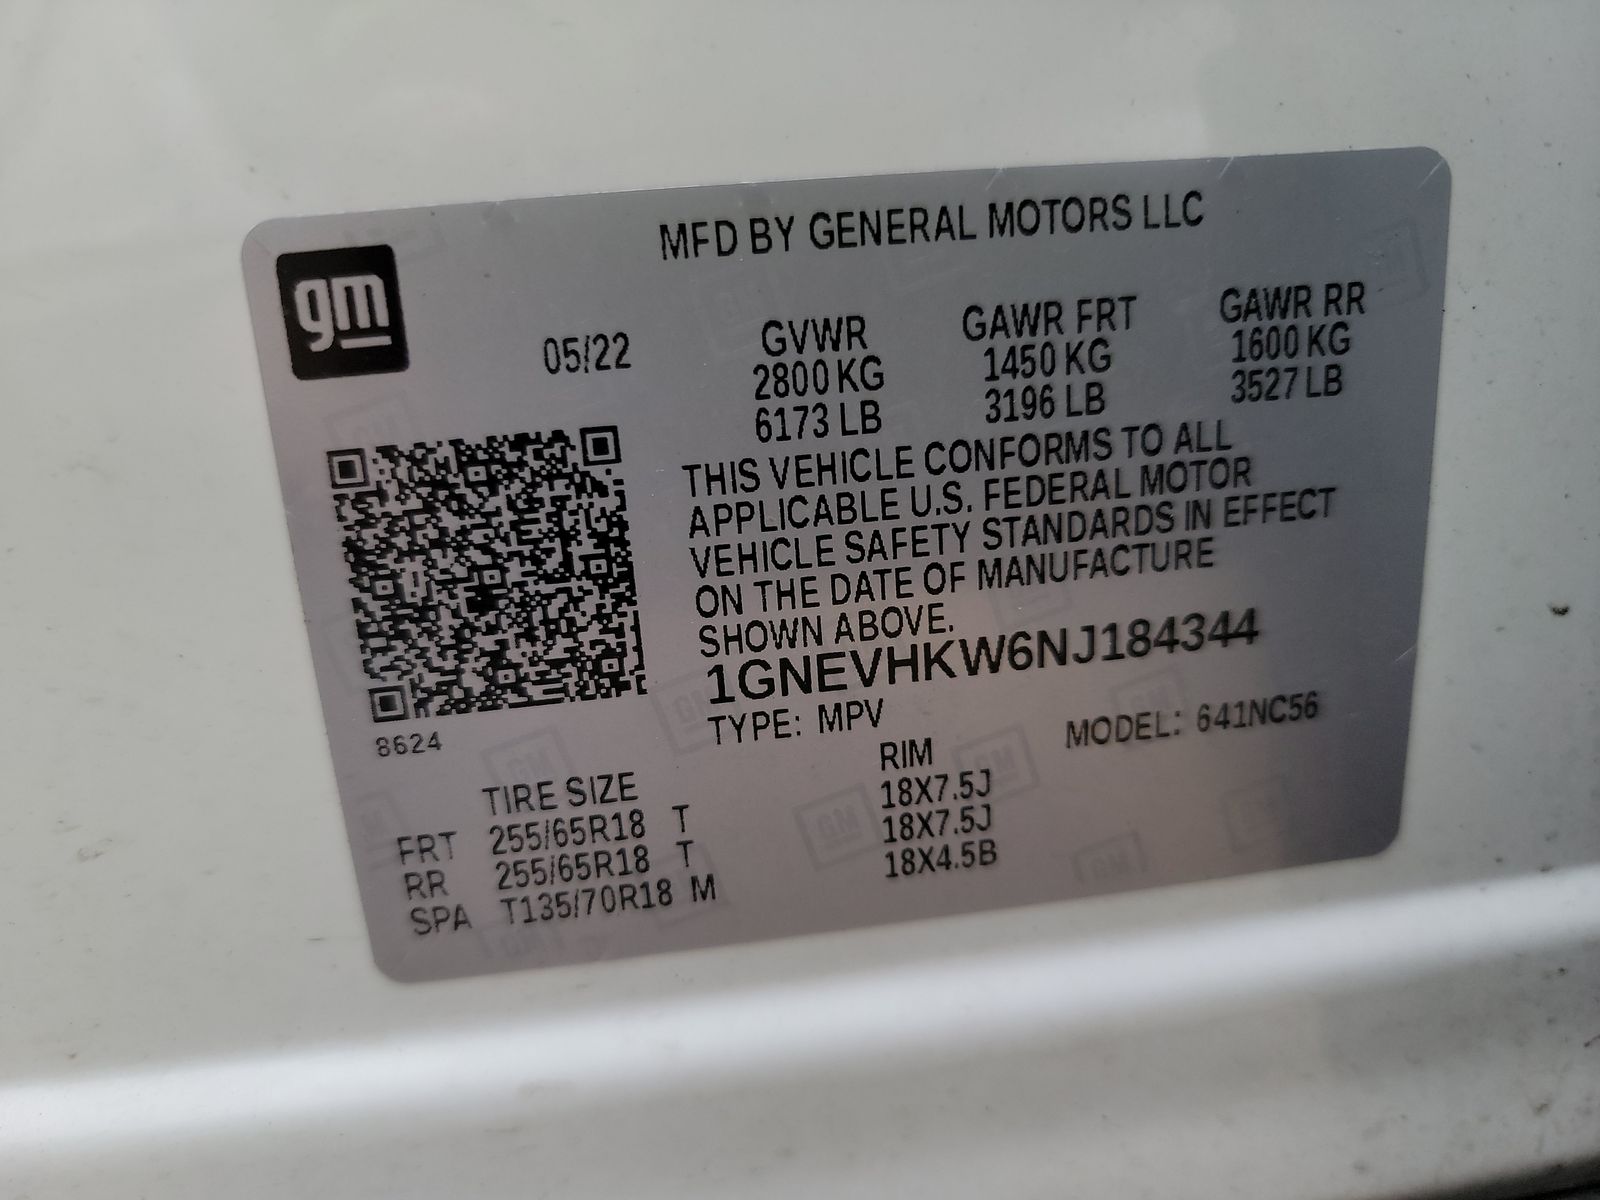 MFD BY GENERAL MOTORS LLC
gm
05/22
GVWR GAWR FRT GAWR RR
2800 KG 1450 KG 1600 KG
6173 LB 3196 LB 3527 LB
THIS VEHICLE CONFORMS TO ALL
APPLICABLE U.S. FEDERAL MOTOR
VEHICLE SAFETY STANDARDS IN EFFECT
ON THE DATE OF MANUFACTURE
SHOWN ABOVE.
1GNEVHKW6NJ184344
TYPE: MPV MODEL: 641NC56
8624
TIRE SIZE RIM
FRT 255/65R18 T 18X7.5J
RR 255/65R18 T 18X7.5J
SPA T135/70R18 M 18X4.5B